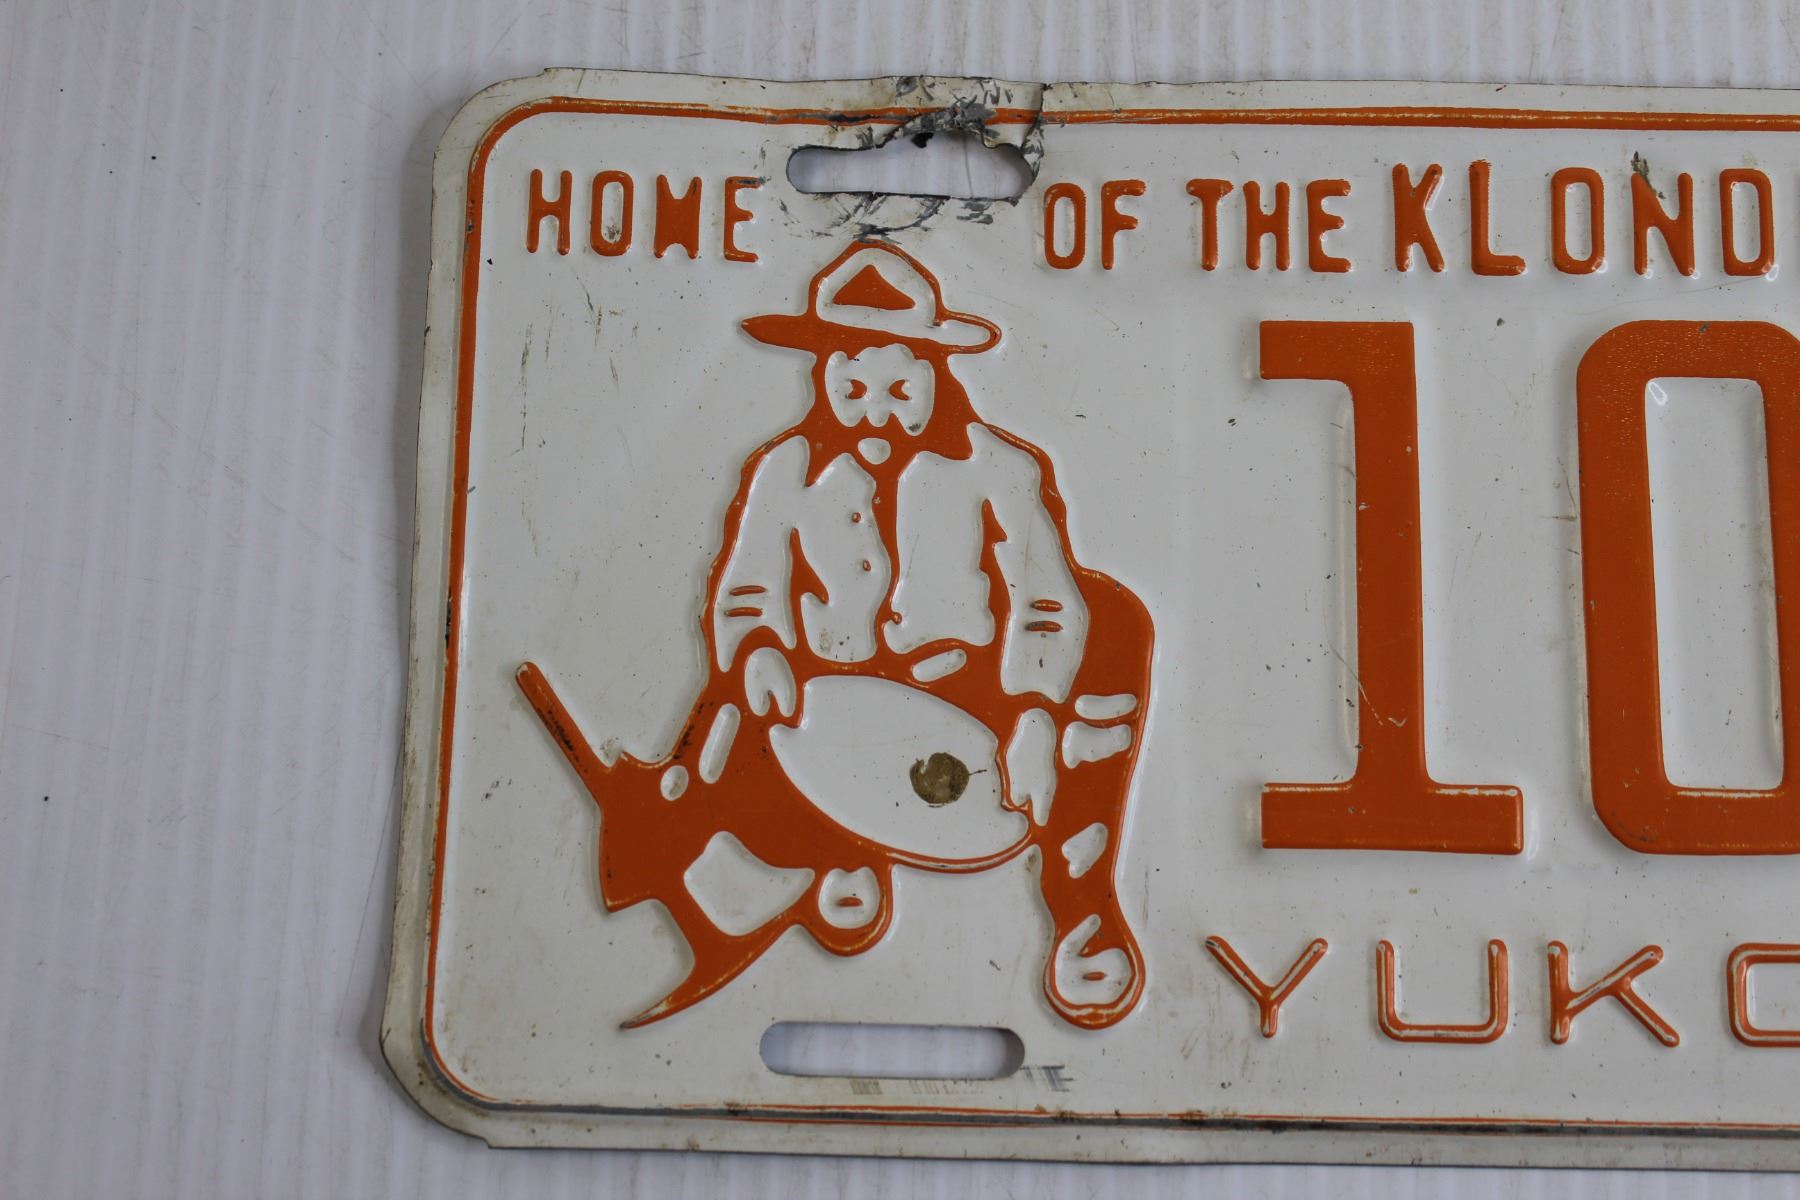 HOME OF THE KLOND
10
YUKO